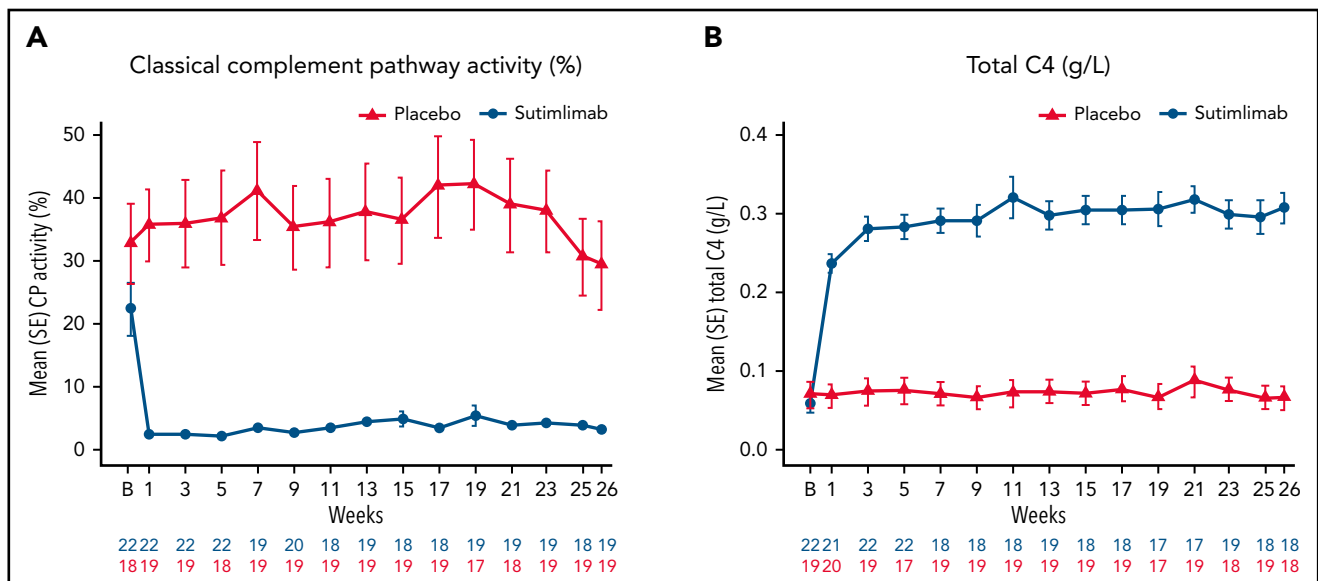 A
Classical complement pathway activity (%)
Placebo Sutimlimab
Mean (SE) CP activity (%)
50
40
30
20
10
0
B 1 3 5 7 9 11 13 15 17 19 21 23 25 26
Weeks
22 22 22 22 19 20 18 19 18 18 19 19 19 18 19
18 19 19 18 19 19 19 19 19 19 17 18 19 19 19
B
Total C4 (g/L)
Placebo Sutimlimab
Mean (SE) total C4 (g/L)
0.4
0.3
0.2
0.1
0.0
B 1 3 5 7 9 11 13 15 17 19 21 23 25 26
Weeks
22 21 22 22 18 18 18 19 18 18 17 17 19 18 18
19 20 19 17 19 19 19 19 19 19 17 19 18 19 18